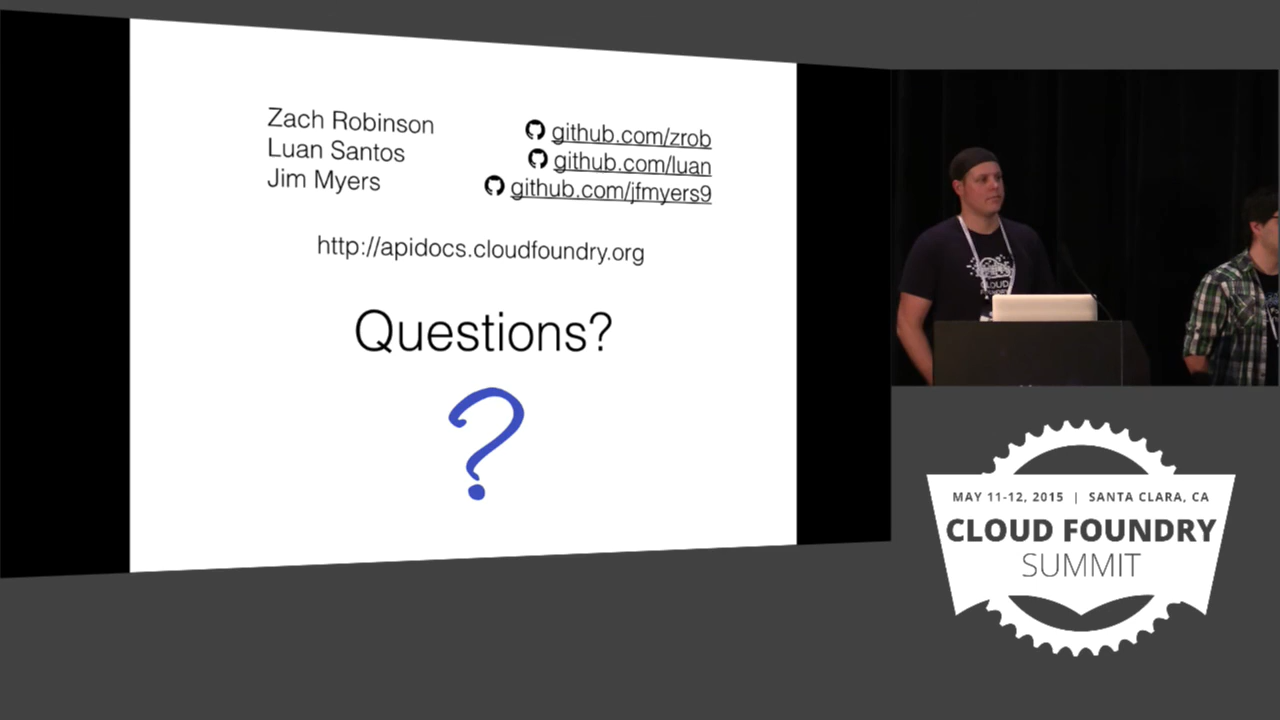 Zach Robinson
Luan Santos
Jim Myers
github.com/zrob
github.com/luan
github.com/jfmyers9
http://apidocs.cloudfoundry.org
Questions?
?
CLOUD
MAY 11-12, 2015 | SANTA CLARA, CA
CLOUD FOUNDRY
SUMMIT